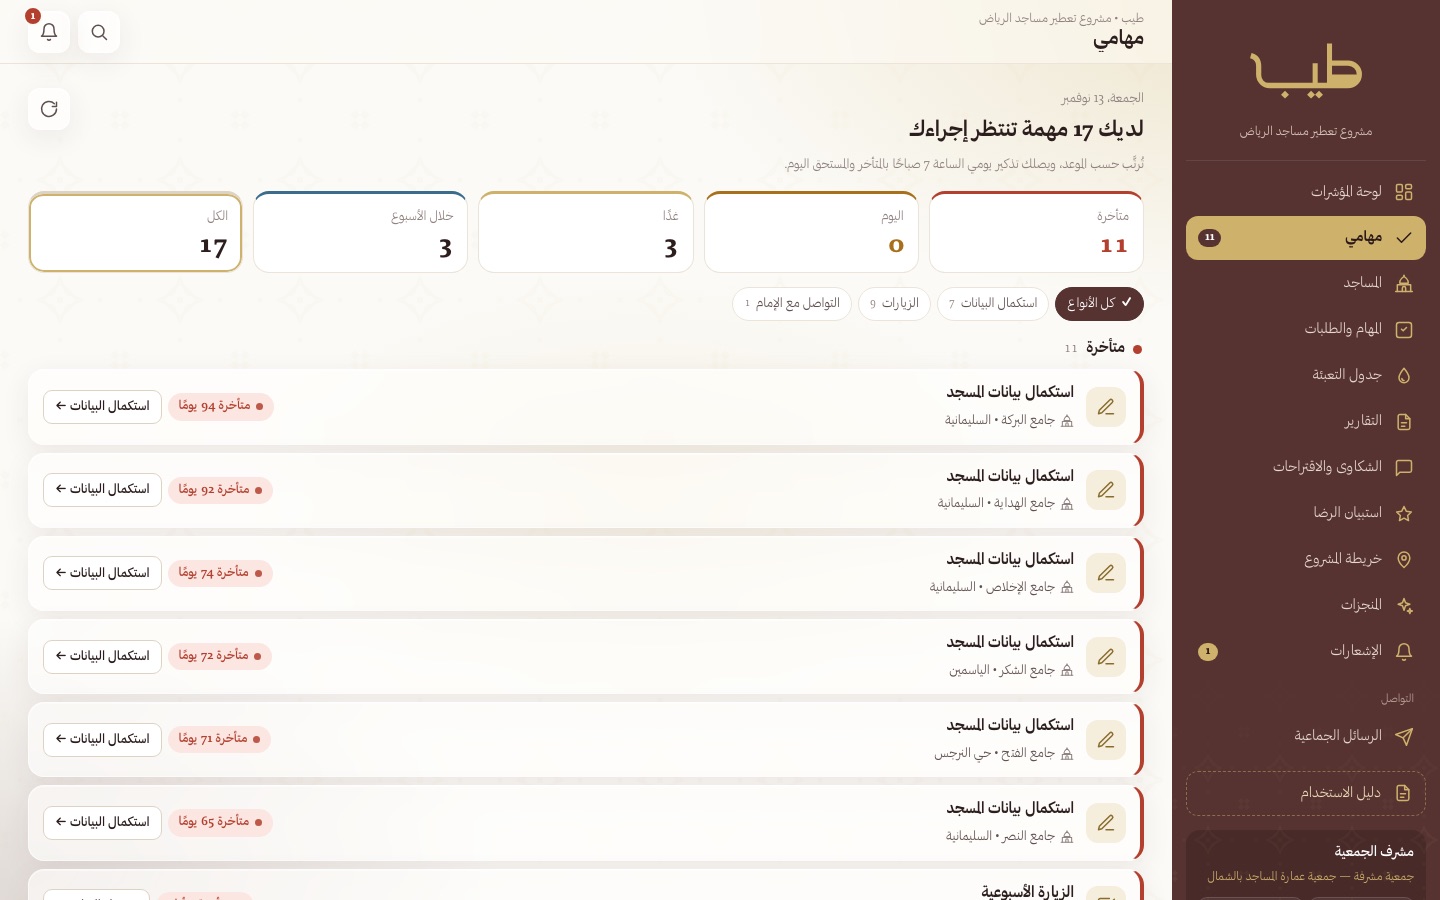 طيب
مشروع تعطير مساجد الرياض
لوحة المؤشرات
مهامي
11
المساجد
المهام والطلبات
جدول التعبئة
التقارير
الشكاوى والاقتراحات
استبيان الرضا
خريطة المشروع
المنجزات
الإشعارات
1
التواصل
الرسائل الجماعية
دليل الاستخدام
مشرف الجمعية
جمعية مشرفة — جمعية عمارة المساجد بالشمال
طيب • مشروع تعطير مساجد الرياض
مهامي
1
الجمعة، 13 نوفمبر
لديك 17 مهمة تنتظر إجراءك
تُرتَّب حسب الموعد، ويصلك تذكير يومي الساعة 7 صباحًا بالمتأخر والمستحق اليوم.
متأخرة
11
اليوم
0
غدًا
3
خلال الأسبوع
3
الكل
17
كل الأنواع
استكمال البيانات 7
الزيارات 9
التواصل مع الإمام 1
متأخرة 11
استكمال بيانات المسجد
جامع البركة • السليمانية
متأخرة 94 يومًا
استكمال البيانات ←
استكمال بيانات المسجد
جامع الهداية • السليمانية
متأخرة 92 يومًا
استكمال البيانات ←
استكمال بيانات المسجد
جامع الإخلاص • السليمانية
متأخرة 74 يومًا
استكمال البيانات ←
استكمال بيانات المسجد
جامع الشكر • الياسمين
متأخرة 72 يومًا
استكمال البيانات ←
استكمال بيانات المسجد
جامع الفتح • حي النرجس
متأخرة 71 يومًا
استكمال البيانات ←
استكمال بيانات المسجد
جامع النصر • السليمانية
متأخرة 65 يومًا
استكمال البيانات ←
الزيارة الأسبوعية